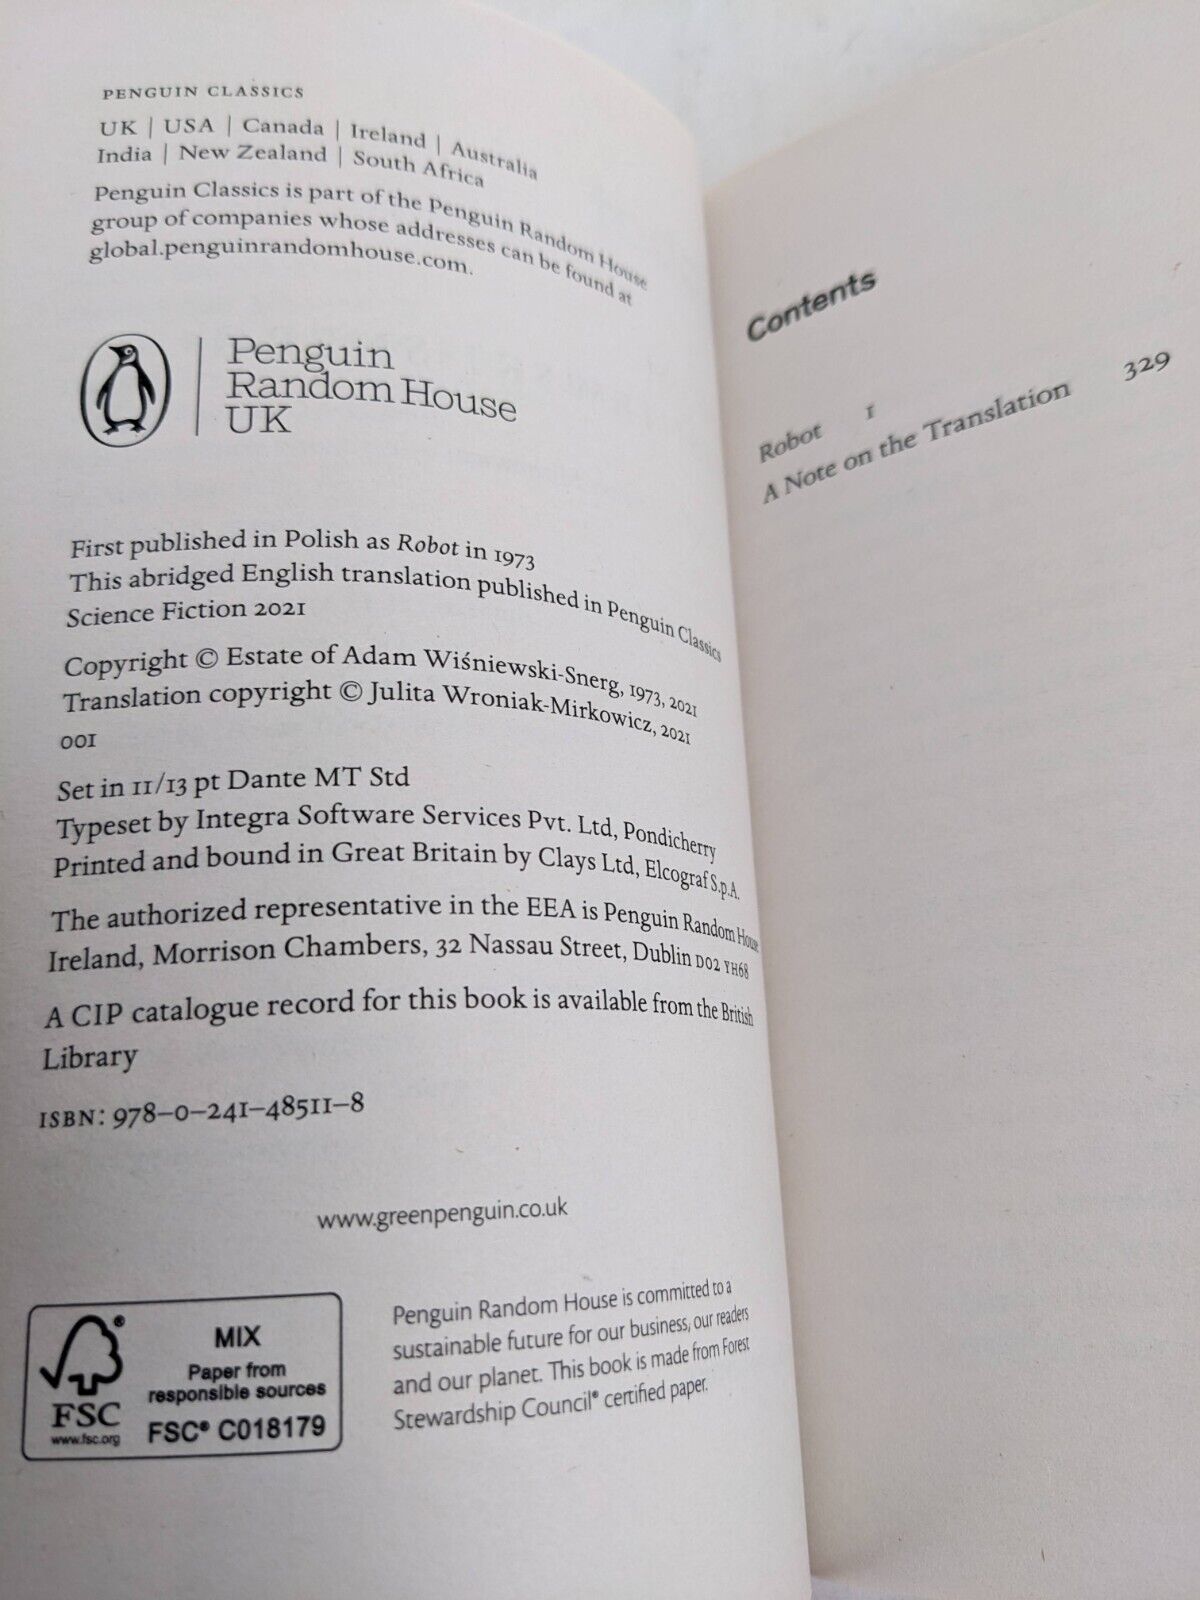 PENGUIN CLASSICS
UK | USA | Canada | Ireland | Australia
India | New Zealand | South Africa
Penguin Classics is part of the Penguin Random House
group of companies whose addresses can be found at
global.penguinrandomhouse.com.
Penguin
Random House
UK
First published in Polish as Robot in 1973
This abridged English translation published in Penguin Classics
Science Fiction 2021
Copyright © Estate of Adam Wiśniewski-Snerg, 1973, 2021
Translation copyright © Julita Wroniak-Mirkowicz, 2021
001
Set in 11/13 pt Dante MT Std
Typeset by Integra Software Services Pvt. Ltd, Pondicherry
Printed and bound in Great Britain by Clays Ltd, Elcograf S.p.A.
The authorized representative in the EEA is Penguin Random House
Ireland, Morrison Chambers, 32 Nassau Street, Dublin D02 YH68
A CIP catalogue record for this book is available from the British
Library
ISBN: 978–0–241–48511–8
www.greenpenguin.co.uk
FSC
www.fsc.org
MIX
Paper from
responsible sources
FSC® C018179
Penguin Random House is committed to a
sustainable future for our business, our readers
and our planet. This book is made from Forest
Stewardship Council® certified paper.
Contents
Robot 1
A Note on the Translation 329